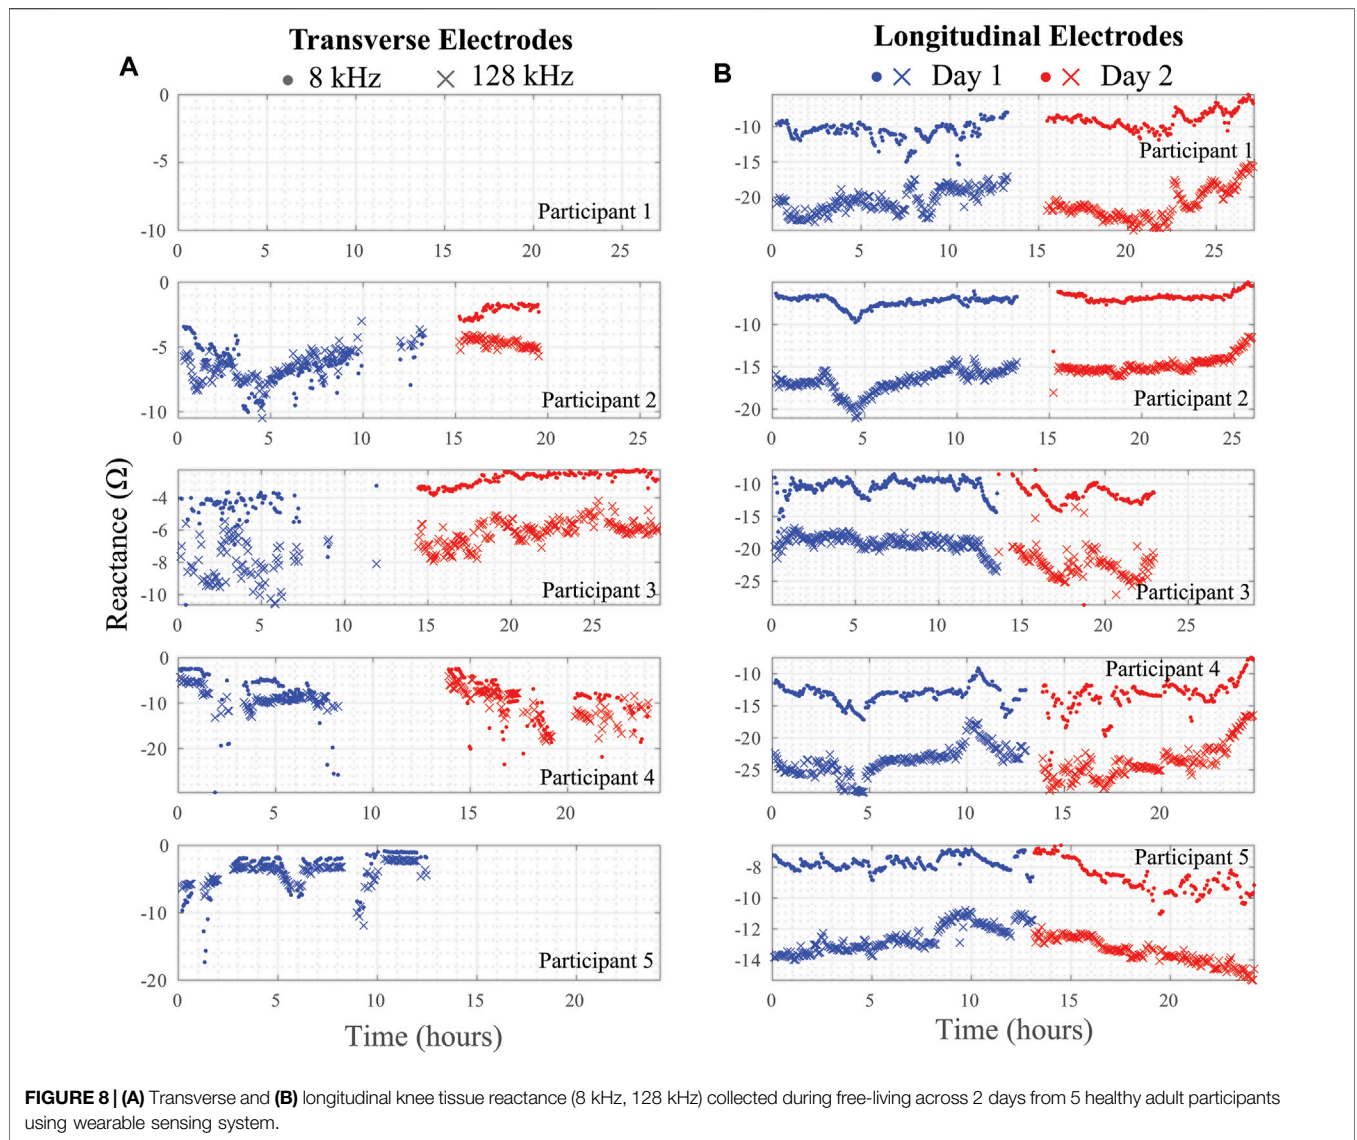 Transverse Electrodes
A
8 kHz 128 kHz
Longitudinal Electrodes
B
Day 1 Day 2
Reactance (Ω)
0
-5
-10
0 5 10 15 20 25
Participant 1
-10
-15
-20
0 5 10 15 20 25
Participant 1
0
-5
-10
0 5 10 15 20 25
Participant 2
-10
-15
-20
0 5 10 15 20 25
Participant 2
-4
-6
-8
-10
0 5 10 15 20 25
Participant 3
-10
-15
-20
-25
0 5 10 15 20 25
Participant 3
0
-10
-20
0 5 10 15 20
Participant 4
-10
-15
-20
-25
0 5 10 15 20
Participant 4
0
-10
-20
0 5 10 15 20
Participant 5
-8
-10
-12
-14
0 5 10 15 20
Participant 5
Time (hours)
Time (hours)
FIGURE 8 | (A) Transverse and (B) longitudinal knee tissue reactance (8 kHz, 128 kHz) collected during free-living across 2 days from 5 healthy adult participants
using wearable sensing system.